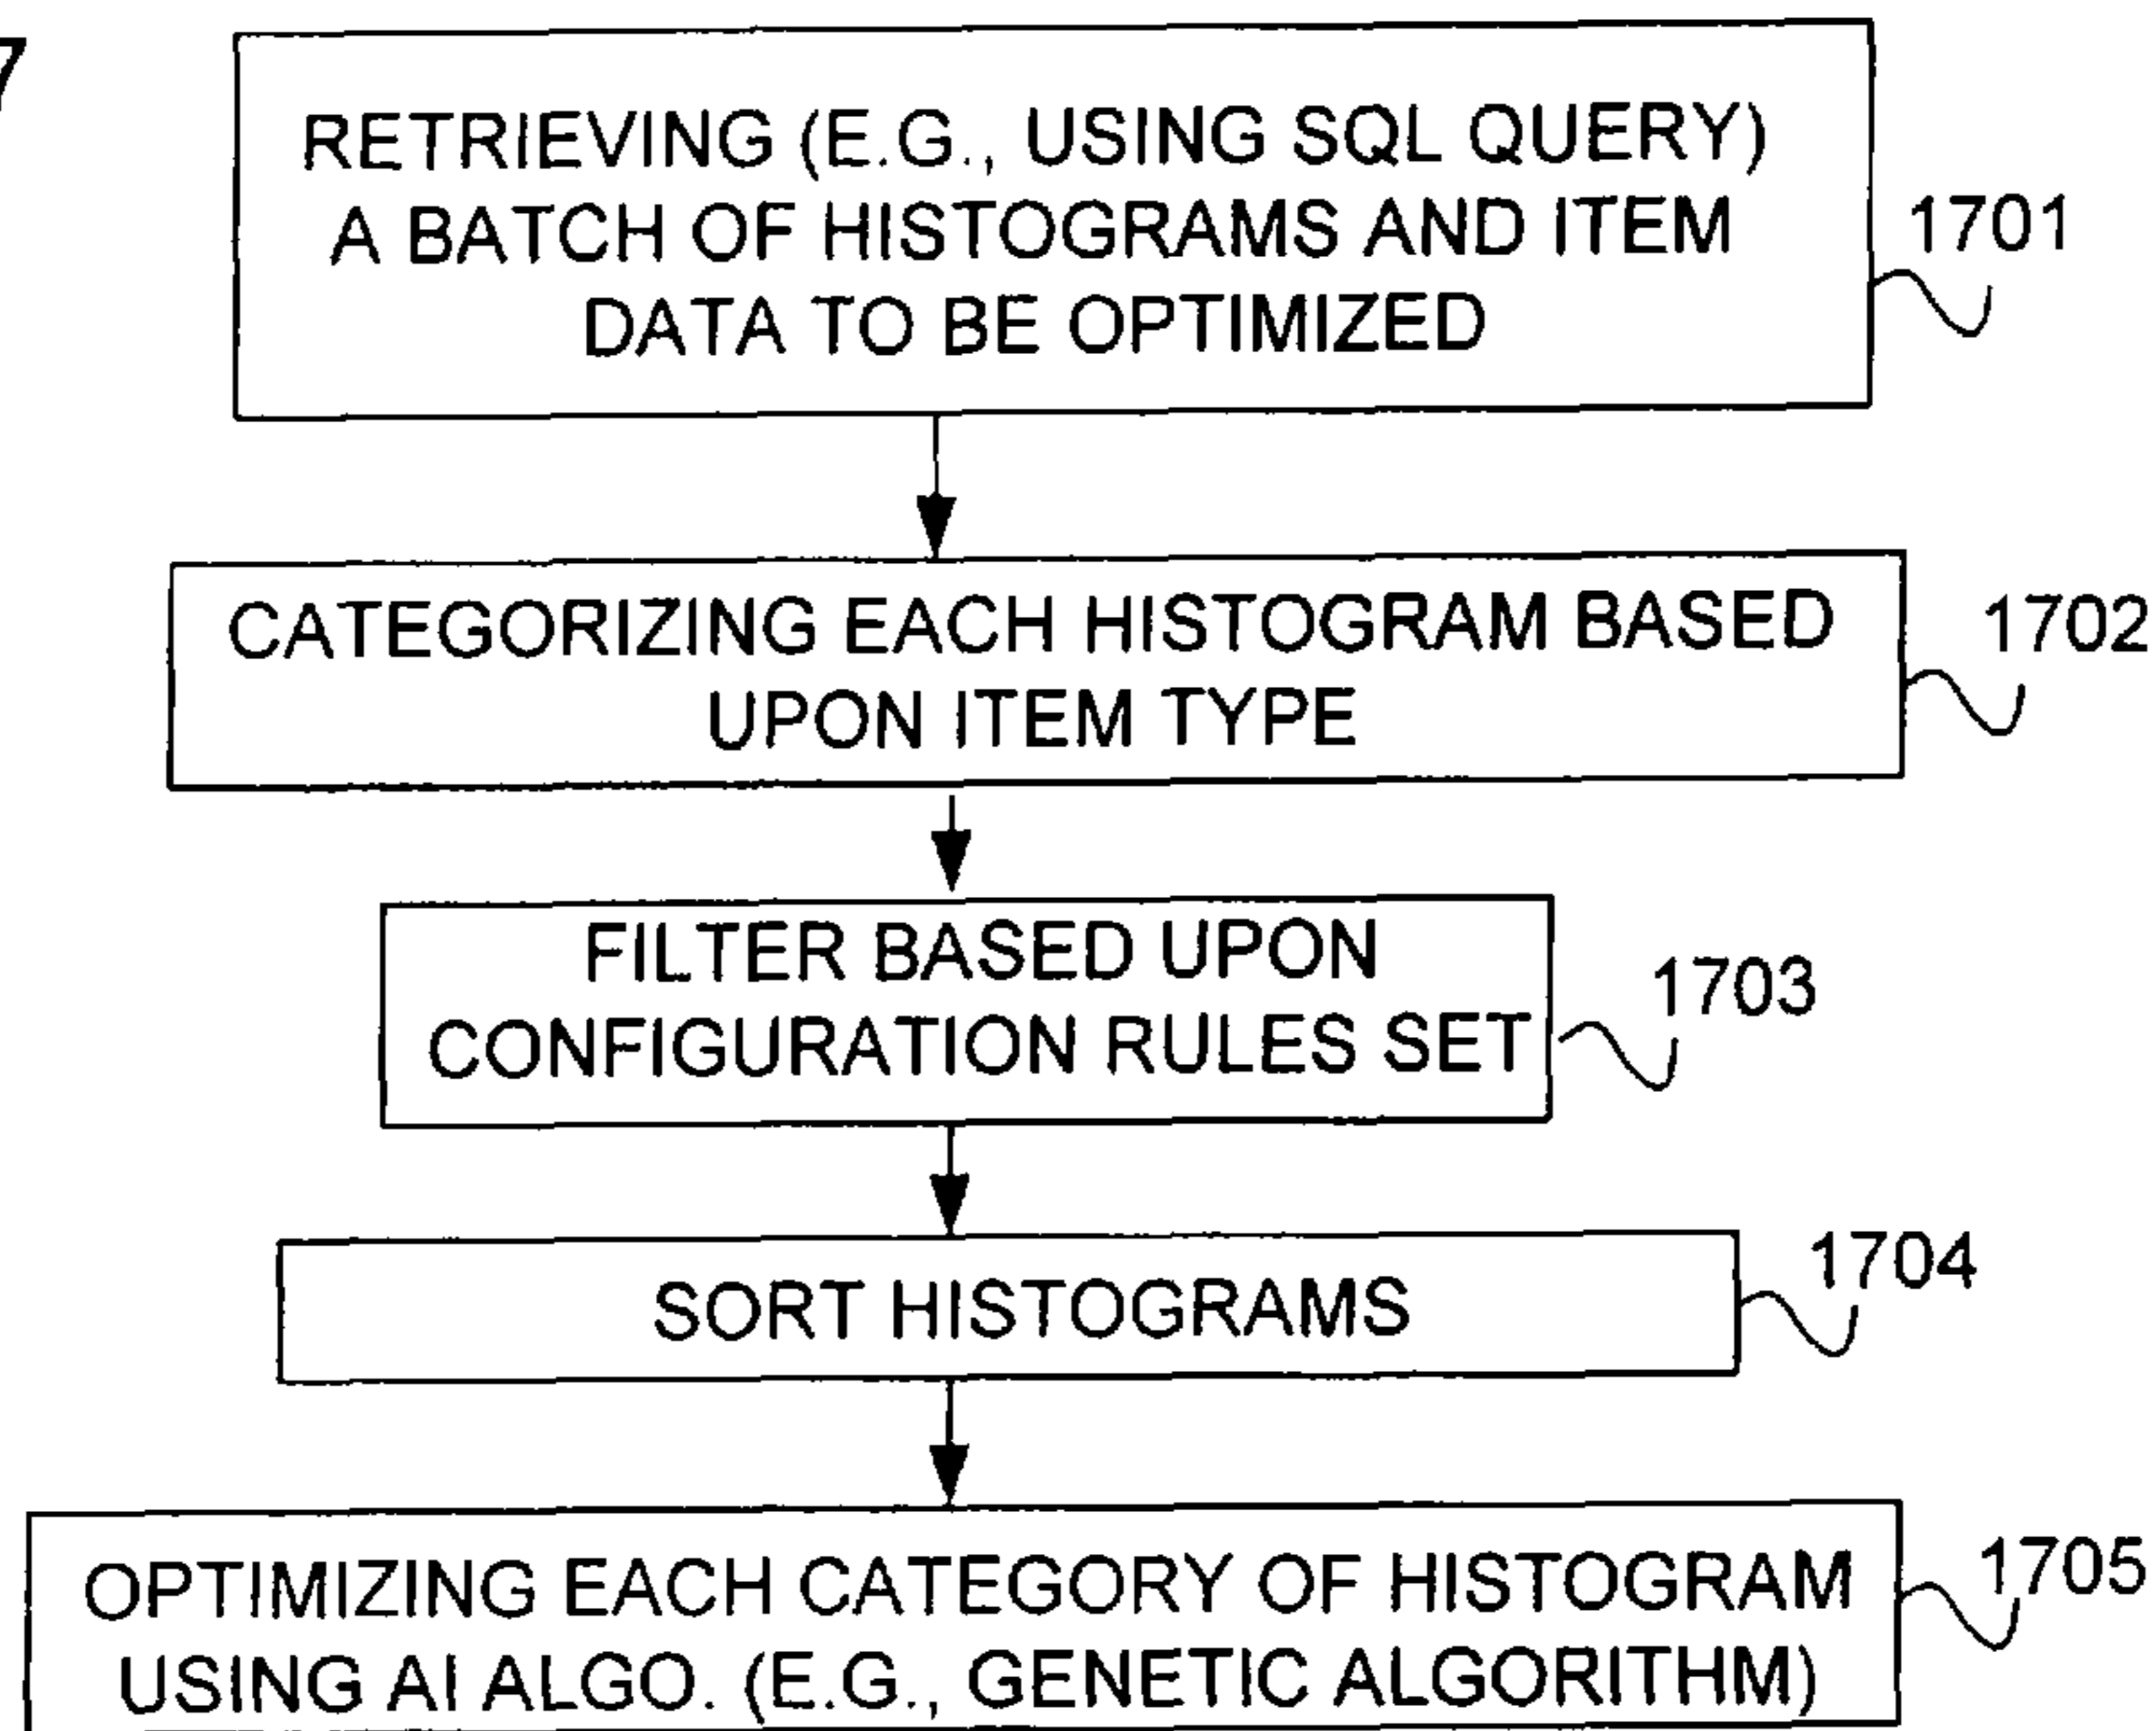 7
RETRIEVING (E.G., USING SQL QUERY)
A BATCH OF HISTOGRAMS AND ITEM
DATA TO BE OPTIMIZED
1701
CATEGORIZING EACH HISTOGRAM BASED
UPON ITEM TYPE
1702
FILTER BASED UPON
CONFIGURATION RULES SET
1703
SORT HISTOGRAMS
1704
OPTIMIZING EACH CATEGORY OF HISTOGRAM
USING AI ALGO. (E.G., GENETIC ALGORITHM)
1705